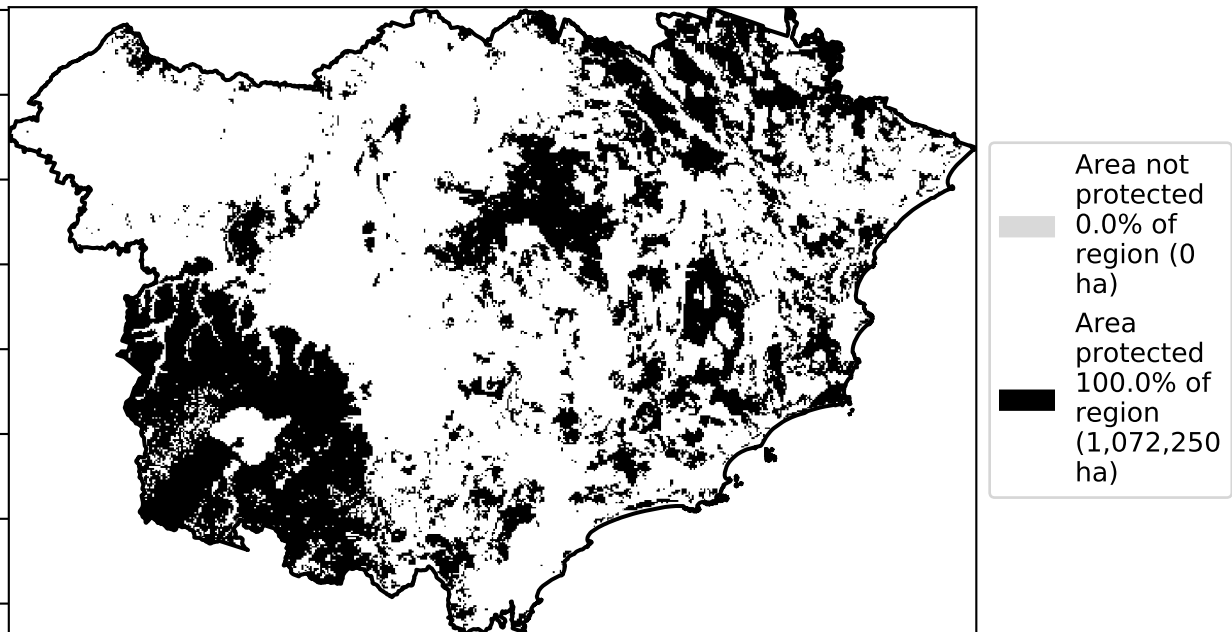 Area not
protected
0.0% of
region (0
ha)
Area
protected
100.0% of
region
(1,072,250
ha)